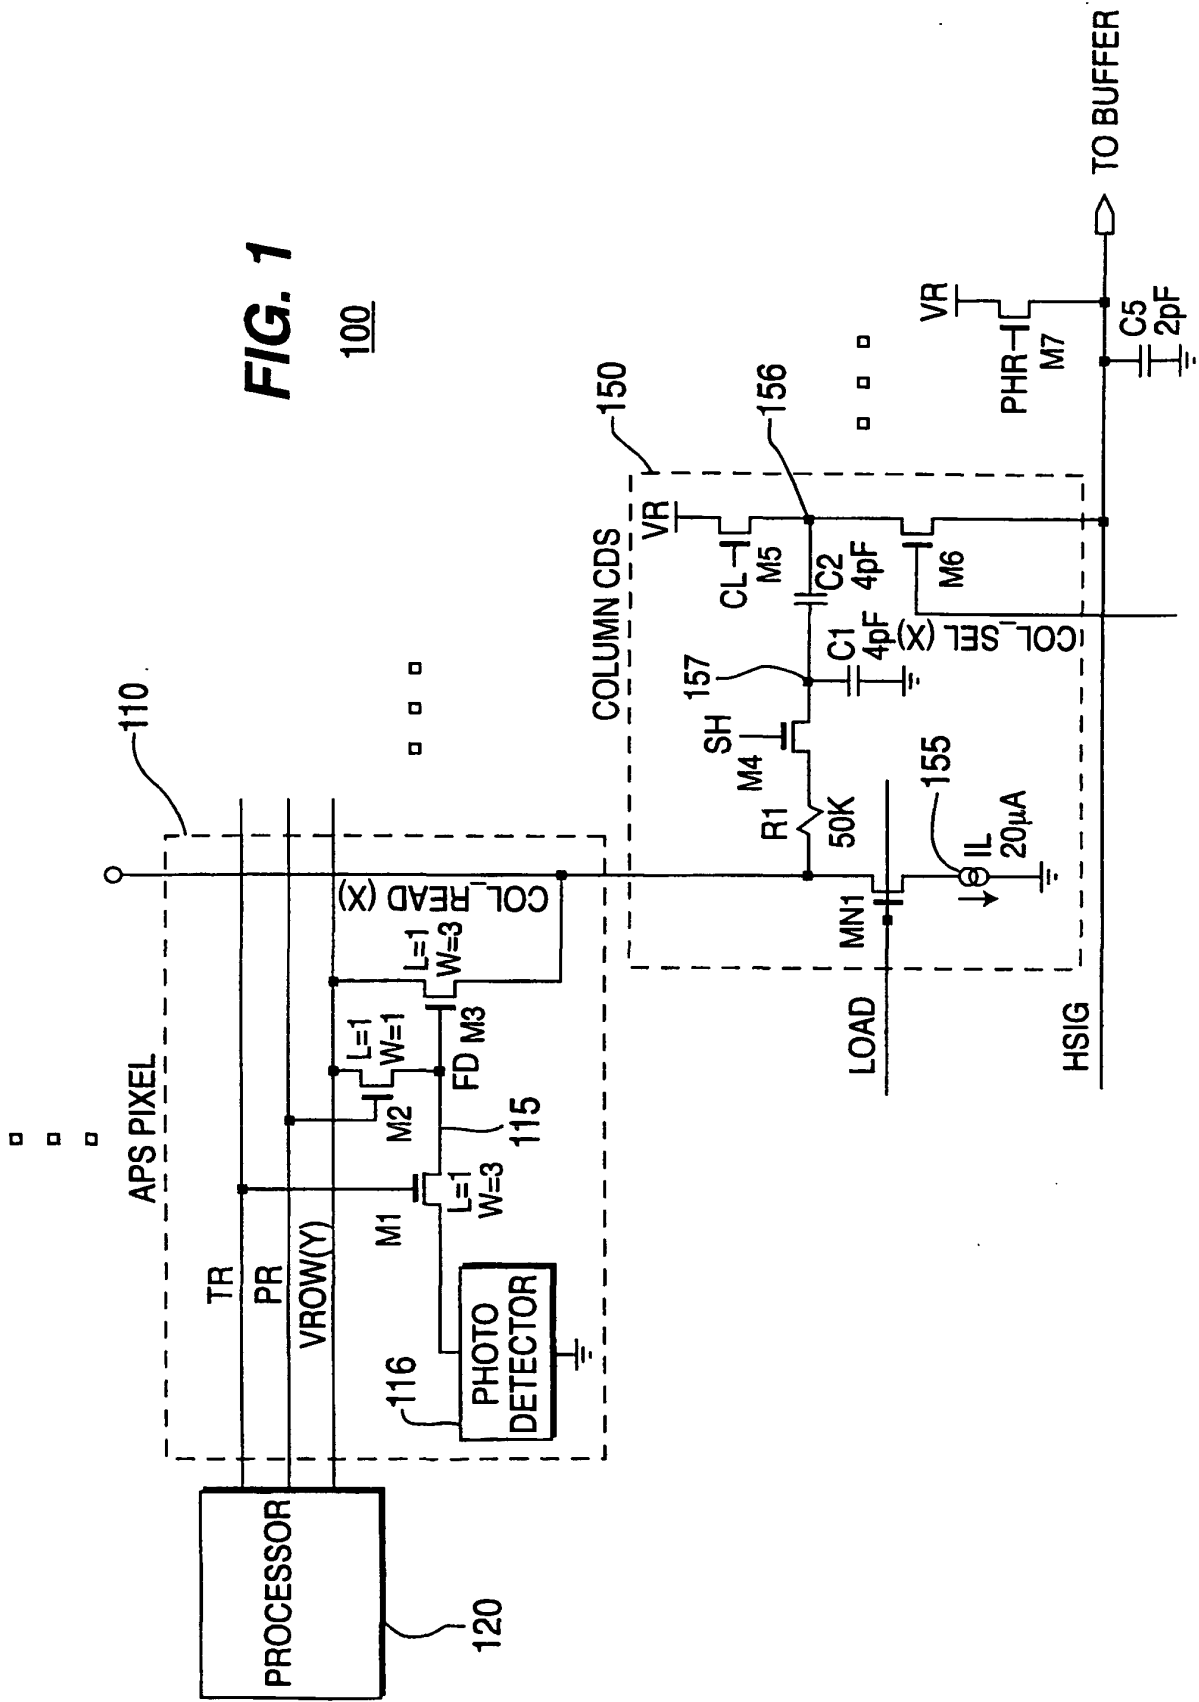 FIG. 1
100
APS PIXEL
110
PROCESSOR
120
TR
PR
VROW(Y)
M1
L=1
W=3
M2
L=1
W=1
FD
M3
L=1
W=3
115
116
PHOTO
DETECTOR
COL_READ (X)
COLUMN CDS
150
R1
50K
SH
M4
157
C1
4pF
C2
4pF
VR
CL
M5
156
M6
COL_SEL (X)
LOAD
MN1
IL
20µA
155
HSIG
VR
PHR
M7
C5
2pF
TO BUFFER